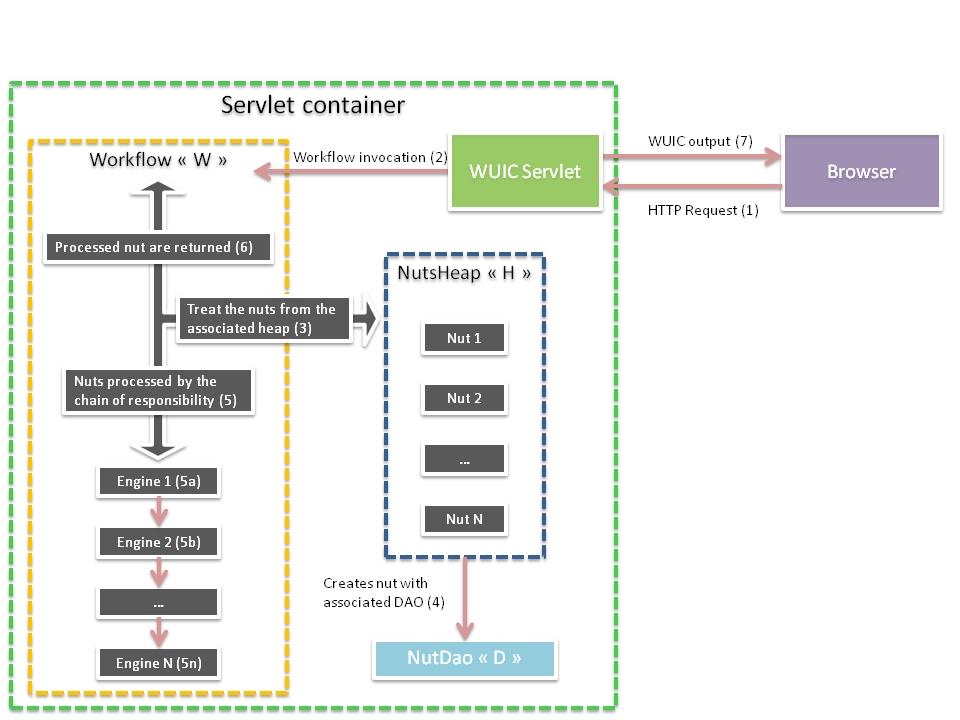 Servlet container
Workflow « W »
Workflow invocation (2)
WUIC Servlet
WUIC output (7)
HTTP Request (1)
Browser
Processed nut are returned (6)
Treat the nuts from the
associated heap (3)
Nuts processed by the
chain of responsibility (5)
Engine 1 (5a)
Engine 2 (5b)
...
Engine N (5n)
NutsHeap « H »
Nut 1
Nut 2
...
Nut N
Creates nut with
associated DAO (4)
NutDao « D »